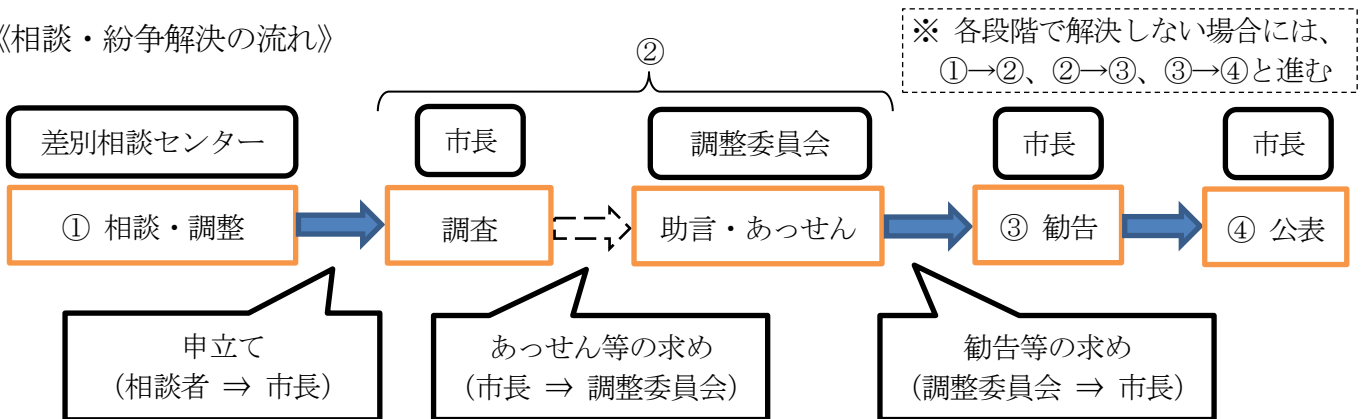 《相談・紛争解決の流れ》
※ 各段階で解決しない場合には、
①→②、②→③、③→④と進む
②
差別相談センター
市長
調整委員会
市長
市長
① 相談・調整
調査
助言・あっせん
③ 勧告
④ 公表
申立て
(相談者 ⇒ 市長)
あっせん等の求め
(市長 ⇒ 調整委員会)
勧告等の求め
(調整委員会 ⇒ 市長)